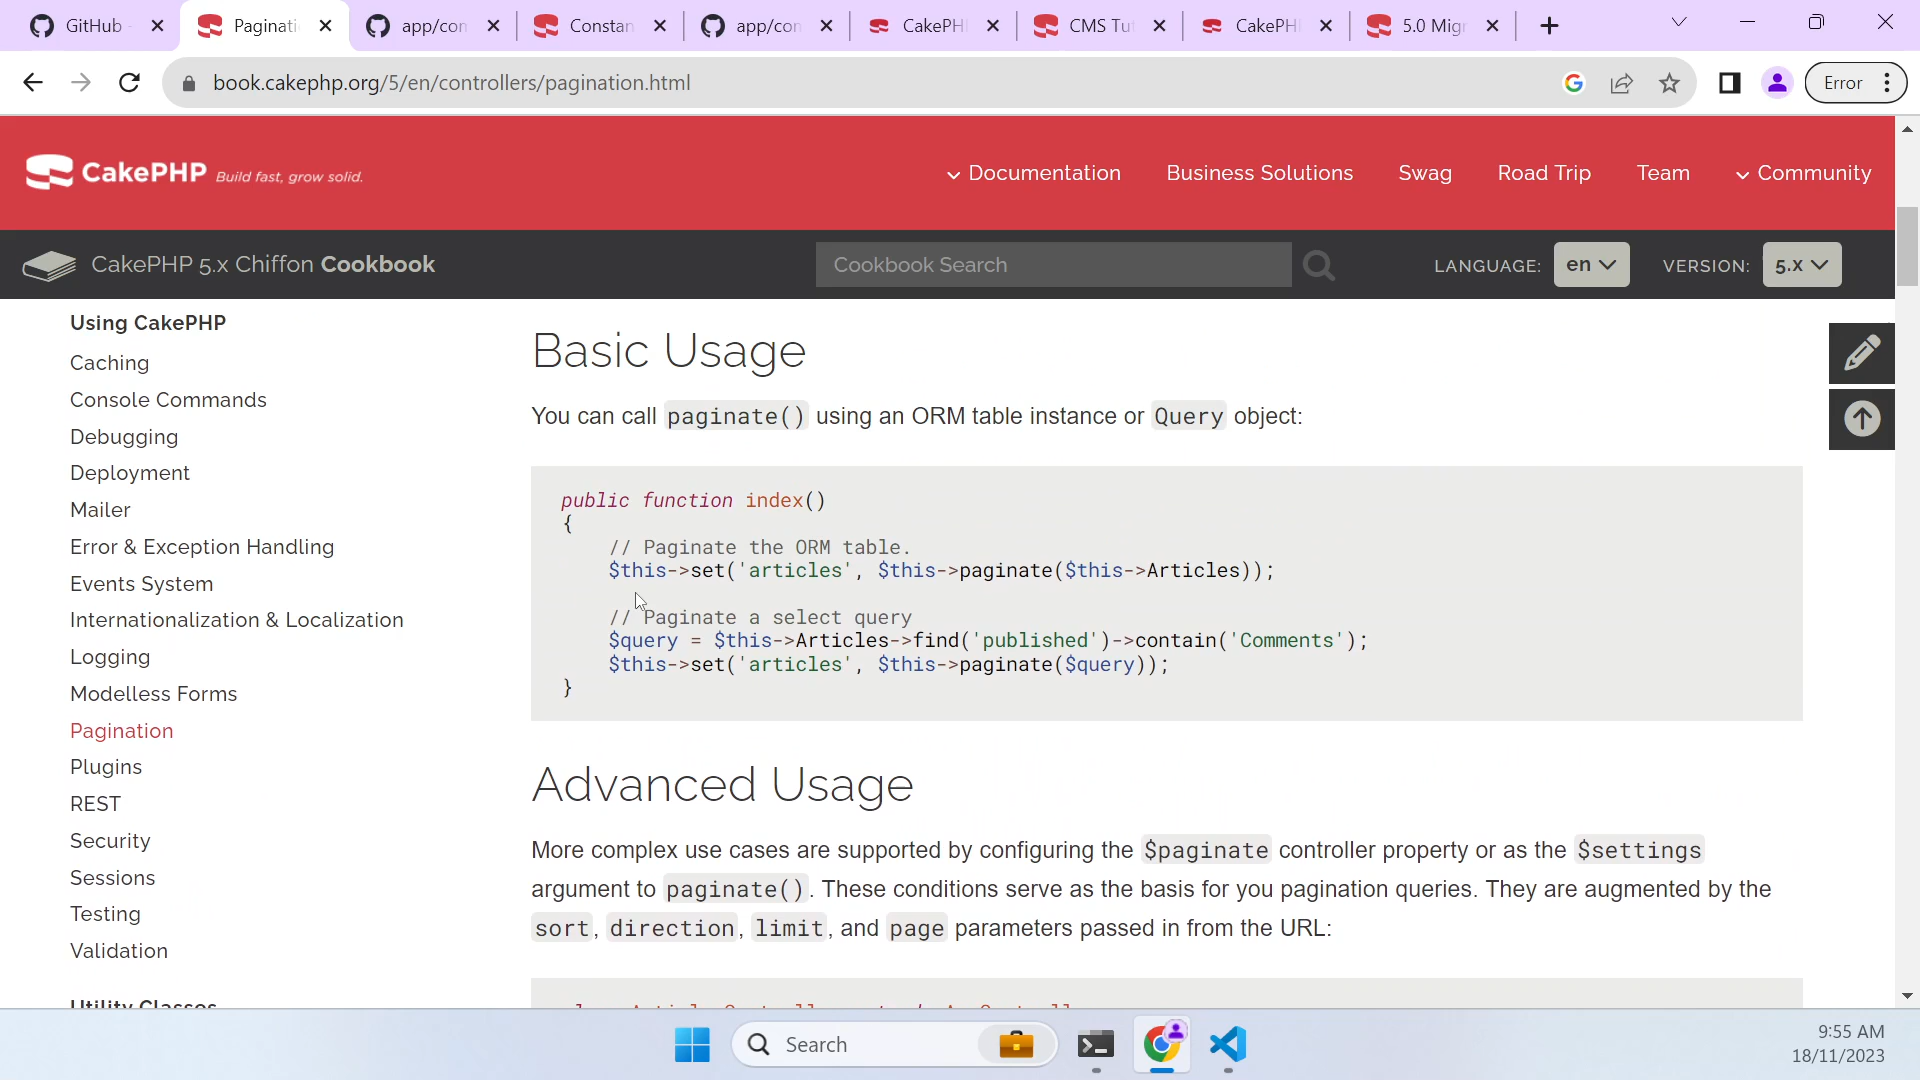 GitHub -
Paginati
app/con
Constan
app/con
CakePHI
CMS Tut
CakePHI
5.0 Migr
book.cakephp.org/5/en/controllers/pagination.html
Error
CakePHP Build fast, grow solid.
Documentation
Business Solutions
Swag
Road Trip
Team
Community
CakePHP 5.x Chiffon Cookbook
Cookbook Search
LANGUAGE: en
VERSION: 5.x
Using CakePHP
Caching
Console Commands
Debugging
Deployment
Mailer
Error & Exception Handling
Events System
Internationalization & Localization
Logging
Modelless Forms
Pagination
Plugins
REST
Security
Sessions
Testing
Validation
Utility Classes
Basic Usage
You can call paginate() using an ORM table instance or Query object:
public function index()
{
// Paginate the ORM table.
$this->set('articles', $this->paginate($this->Articles));
// Paginate a select query
$query = $this->Articles->find('published')->contain('Comments');
$this->set('articles', $this->paginate($query));
}
Advanced Usage
More complex use cases are supported by configuring the $paginate controller property or as the $settings
argument to paginate(). These conditions serve as the basis for you pagination queries. They are augmented by the
sort, direction, limit, and page parameters passed in from the URL:
Search
9:55 AM
18/11/2023